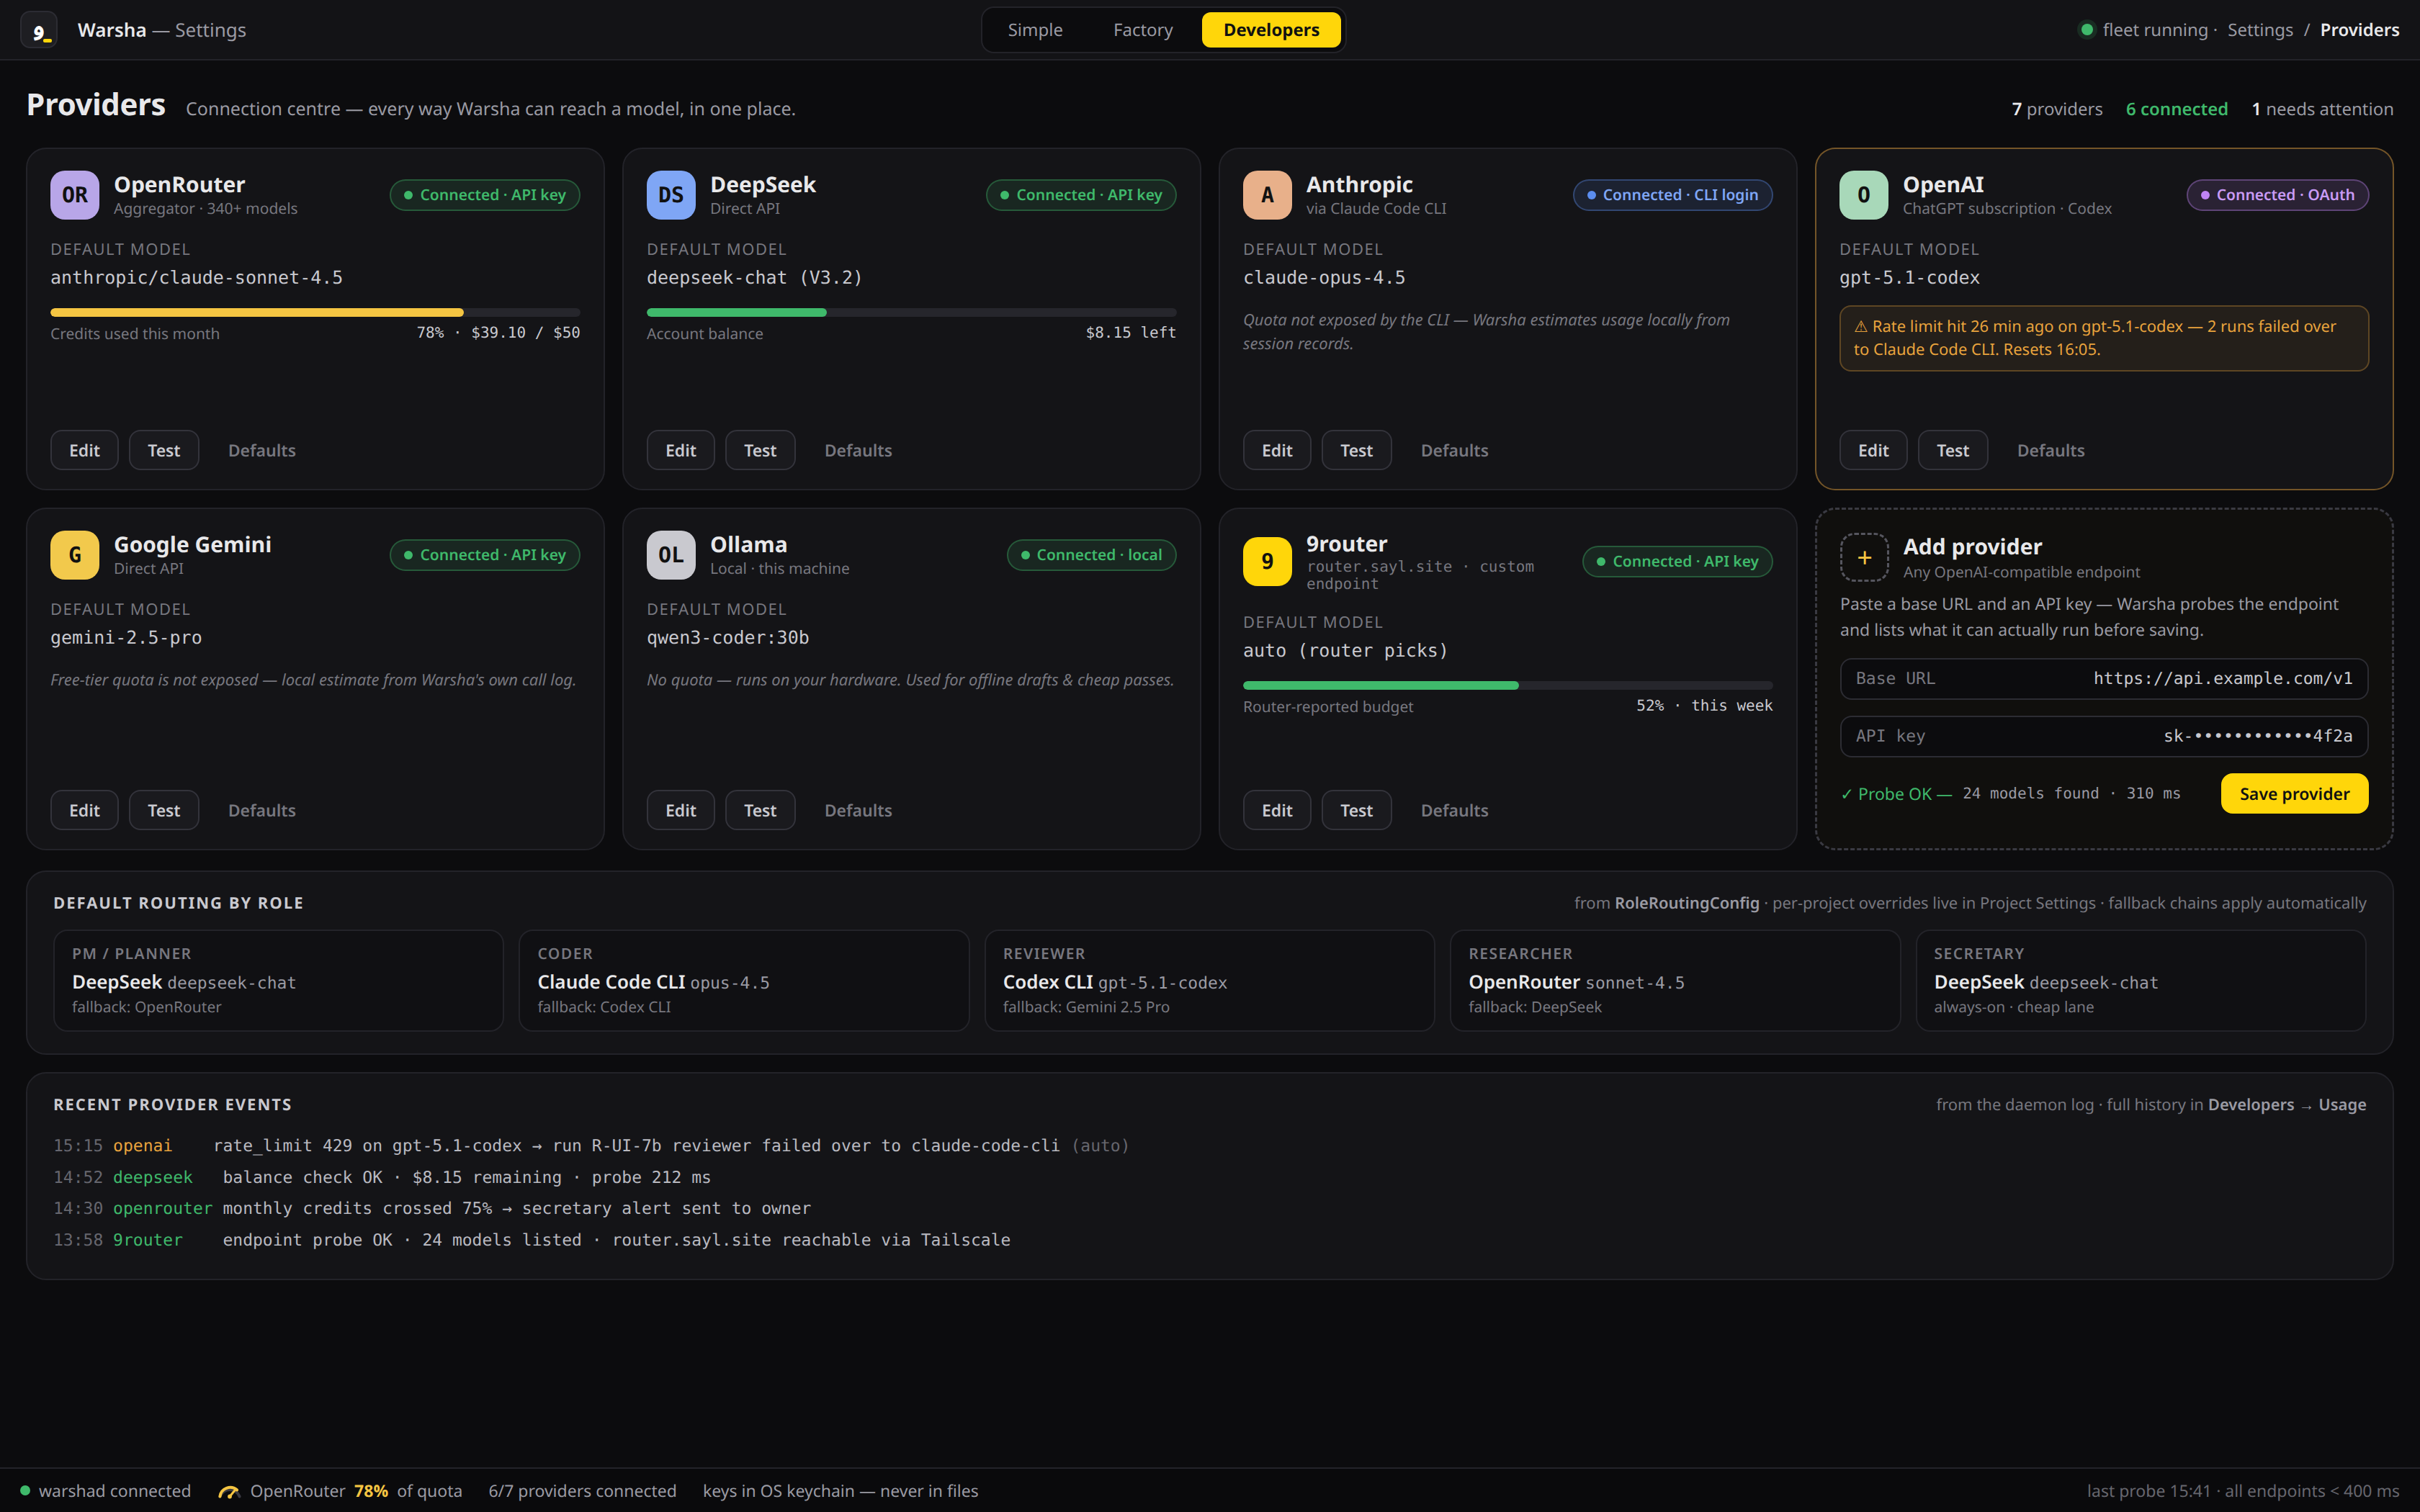 9_ Warsha — Settings
Simple Factory Developers
fleet running · Settings / Providers
Providers Connection centre — every way Warsha can reach a model, in one place.
7 providers 6 connected 1 needs attention
OR OpenRouter
Aggregator · 340+ models
Connected · API key
DEFAULT MODEL
anthropic/claude-sonnet-4.5
Credits used this month 78% · $39.10 / $50
Edit Test Defaults
DS DeepSeek
Direct API
Connected · API key
DEFAULT MODEL
deepseek-chat (V3.2)
Account balance $8.15 left
Edit Test Defaults
A Anthropic
via Claude Code CLI
Connected · CLI login
DEFAULT MODEL
claude-opus-4.5
Quota not exposed by the CLI — Warsha estimates usage locally from
session records.
Edit Test Defaults
O OpenAI
ChatGPT subscription · Codex
Connected · OAuth
DEFAULT MODEL
gpt-5.1-codex
⚠ Rate limit hit 26 min ago on gpt-5.1-codex — 2 runs failed over
to Claude Code CLI. Resets 16:05.
Edit Test Defaults
G Google Gemini
Direct API
Connected · API key
DEFAULT MODEL
gemini-2.5-pro
Free-tier quota is not exposed — local estimate from Warsha's own call log.
Edit Test Defaults
OL Ollama
Local · this machine
Connected · local
DEFAULT MODEL
qwen3-coder:30b
No quota — runs on your hardware. Used for offline drafts & cheap passes.
Edit Test Defaults
9 9router
router.sayl.site · custom
endpoint
Connected · API key
DEFAULT MODEL
auto (router picks)
Router-reported budget 52% · this week
Edit Test Defaults
+ Add provider
Any OpenAI-compatible endpoint
Paste a base URL and an API key — Warsha probes the endpoint
and lists what it can actually run before saving.
Base URL https://api.example.com/v1
API key sk-••••••••••••4f2a
✓ Probe OK — 24 models found · 310 ms Save provider
DEFAULT ROUTING BY ROLE from RoleRoutingConfig · per-project overrides live in Project Settings · fallback chains apply automatically
PM / PLANNER
DeepSeek deepseek-chat
fallback: OpenRouter
CODER
Claude Code CLI opus-4.5
fallback: Codex CLI
REVIEWER
Codex CLI gpt-5.1-codex
fallback: Gemini 2.5 Pro
RESEARCHER
OpenRouter sonnet-4.5
fallback: DeepSeek
SECRETARY
DeepSeek deepseek-chat
always-on · cheap lane
RECENT PROVIDER EVENTS from the daemon log · full history in Developers → Usage
15:15 openai rate_limit 429 on gpt-5.1-codex → run R-UI-7b reviewer failed over to claude-code-cli (auto)
14:52 deepseek balance check OK · $8.15 remaining · probe 212 ms
14:30 openrouter monthly credits crossed 75% → secretary alert sent to owner
13:58 9router endpoint probe OK · 24 models listed · router.sayl.site reachable via Tailscale
warshad connected OpenRouter 78% of quota 6/7 providers connected keys in OS keychain — never in files last probe 15:41 · all endpoints < 400 ms